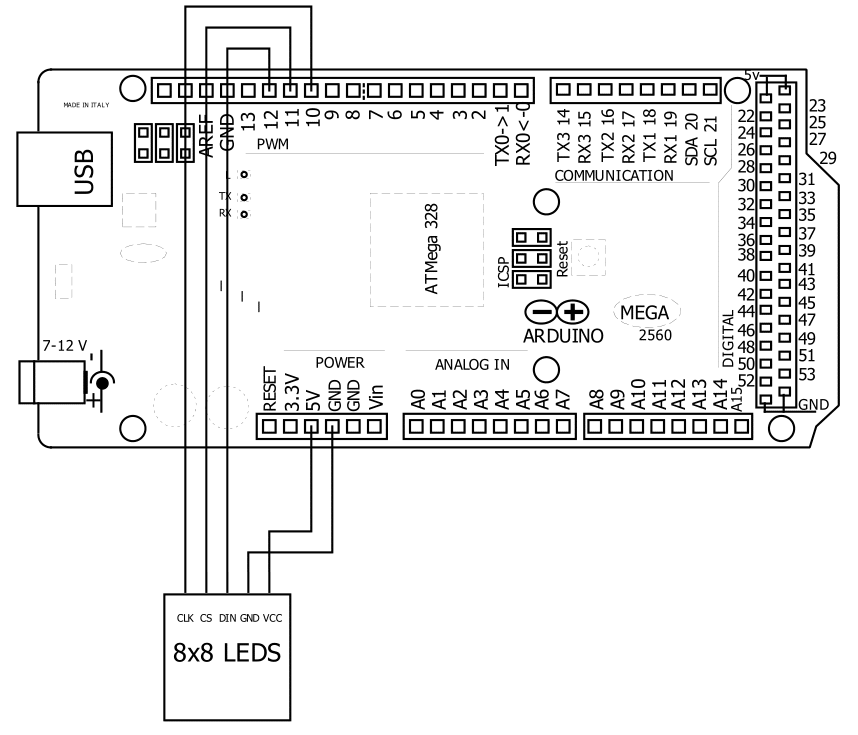 5v
MADE IN ITALY
USB
AREF
GND
13
12
11
10
9
8
7
6
5
4
3
2
TX0->1
RX0<-0
PWM
TX3 14
RX3 15
TX2 16
RX2 17
TX1 18
RX1 19
SDA 20
SCL 21
COMMUNICATION
22
24
26
28
30
32
34
36
38
40
42
44
46
48
50
52
23
25
27
29
31
33
35
37
39
41
43
45
47
49
51
53
GND
DIGITAL
L
TX
RX
ATMega 328
ICSP
Reset
ARDUINO
MEGA
2560
7-12 V
POWER
ANALOG IN
RESET
3.3V
5V
GND
GND
Vin
A0
A1
A2
A3
A4
A5
A6
A7
A8
A9
A10
A11
A12
A13
A14
A15
CLK CS DIN GND VCC
8x8 LEDS